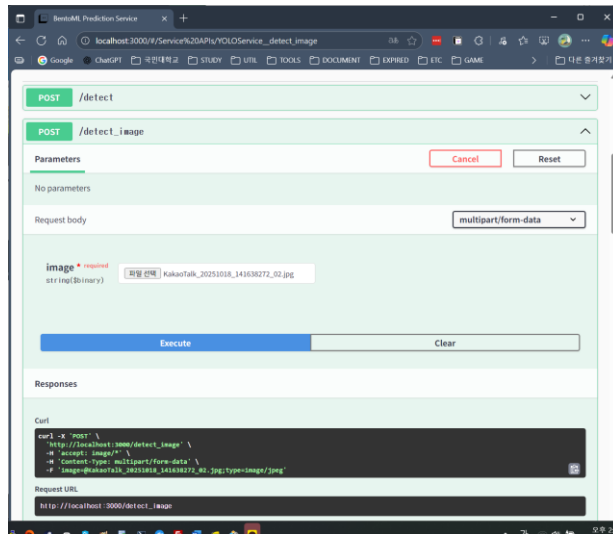 BentoML Prediction Service
localhost:3000/#/Service%20APIs/YOLOService__detect_image
Google ChatGPT 국민대학교 STUDY UTIL TOOLS DOCUMENT EXPIRED ETC GAME 다른 즐겨찾기
POST /detect
POST /detect_image
Parameters Cancel Reset
No parameters
Request body multipart/form-data
image * required
string($binary)
파일 선택 KakaoTalk_20251018_141638272_02.jpg
Execute Clear
Responses
Curl
curl -X 'POST' \
'http://localhost:3000/detect_image' \
-H 'accept: image/*' \
-H 'Content-Type: multipart/form-data' \
-F 'image=@KakaoTalk_20251018_141638272_02.jpg;type=image/jpeg'
Request URL
http://localhost:3000/detect_image